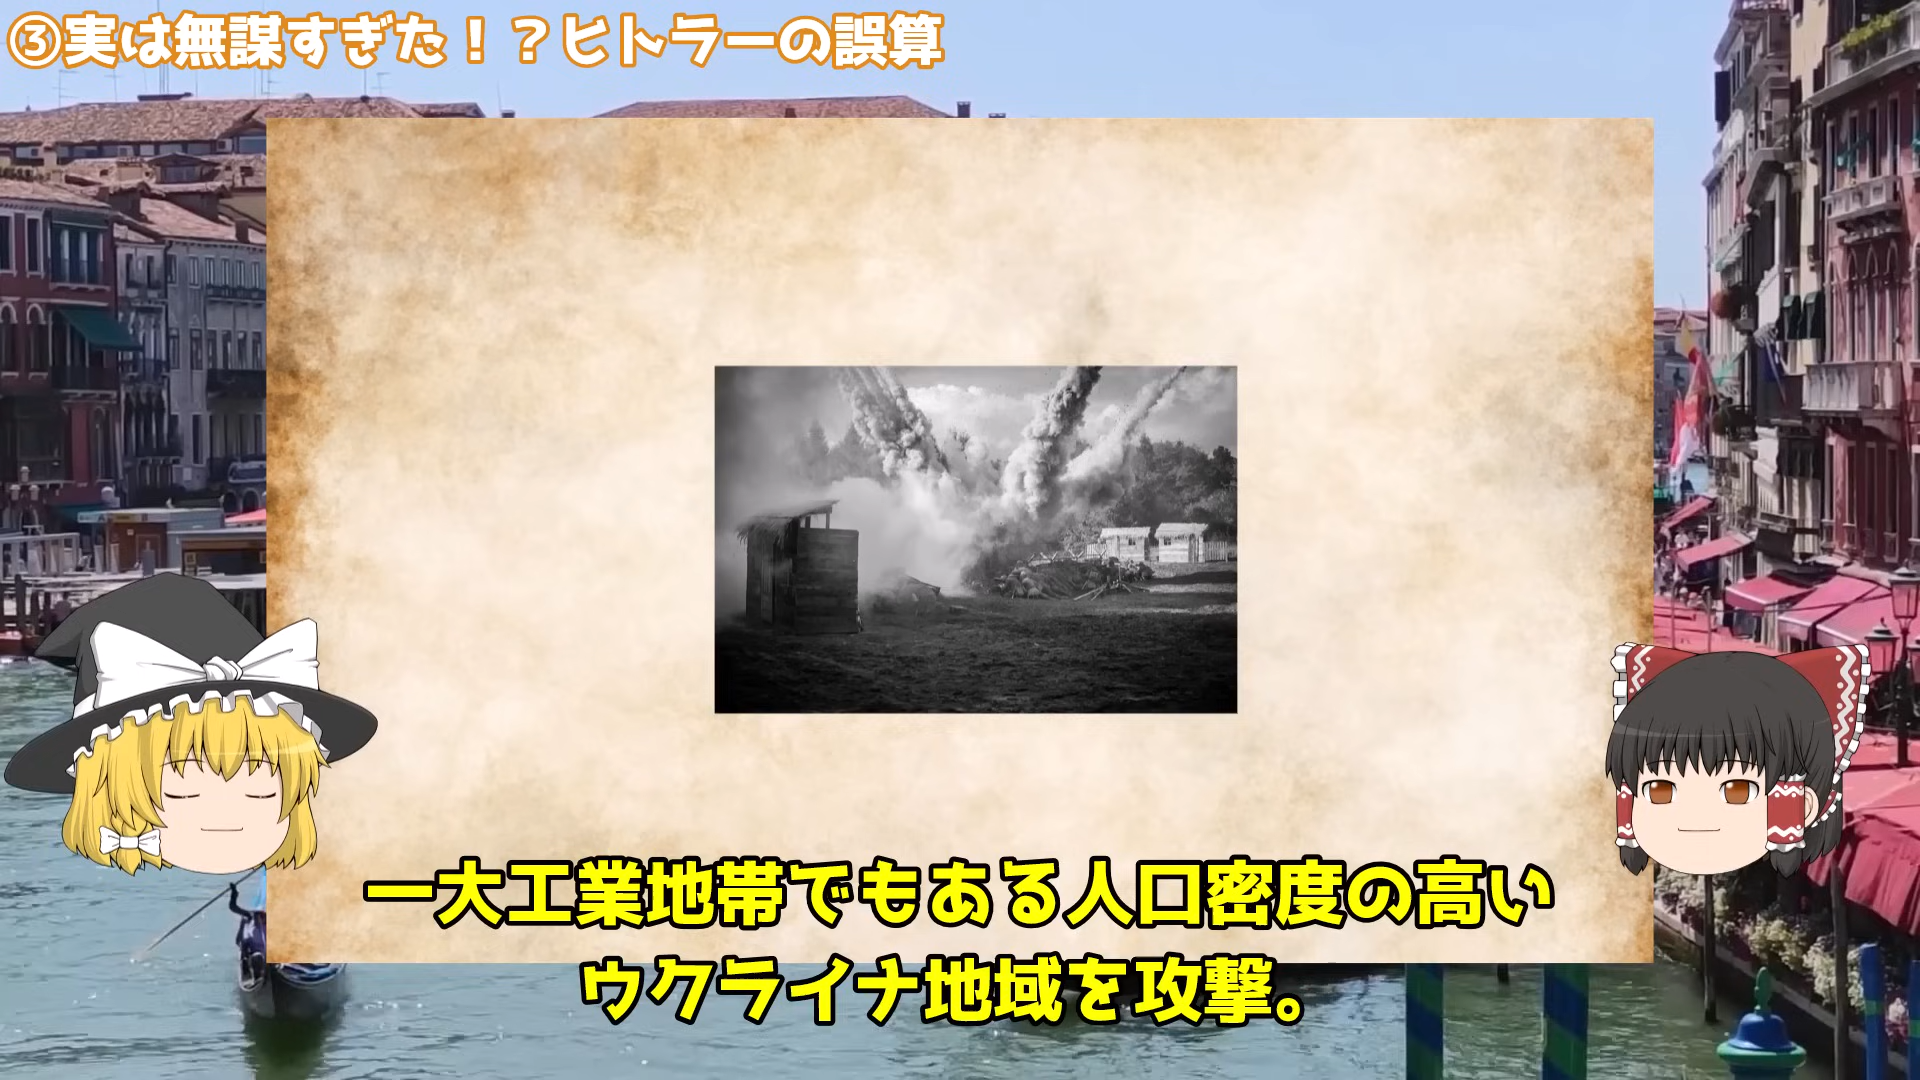 ③実は無謀すぎた！？ヒトラーの誤算
一大工業地帯でもある人口密度の高い
ウクライナ地域を攻撃。